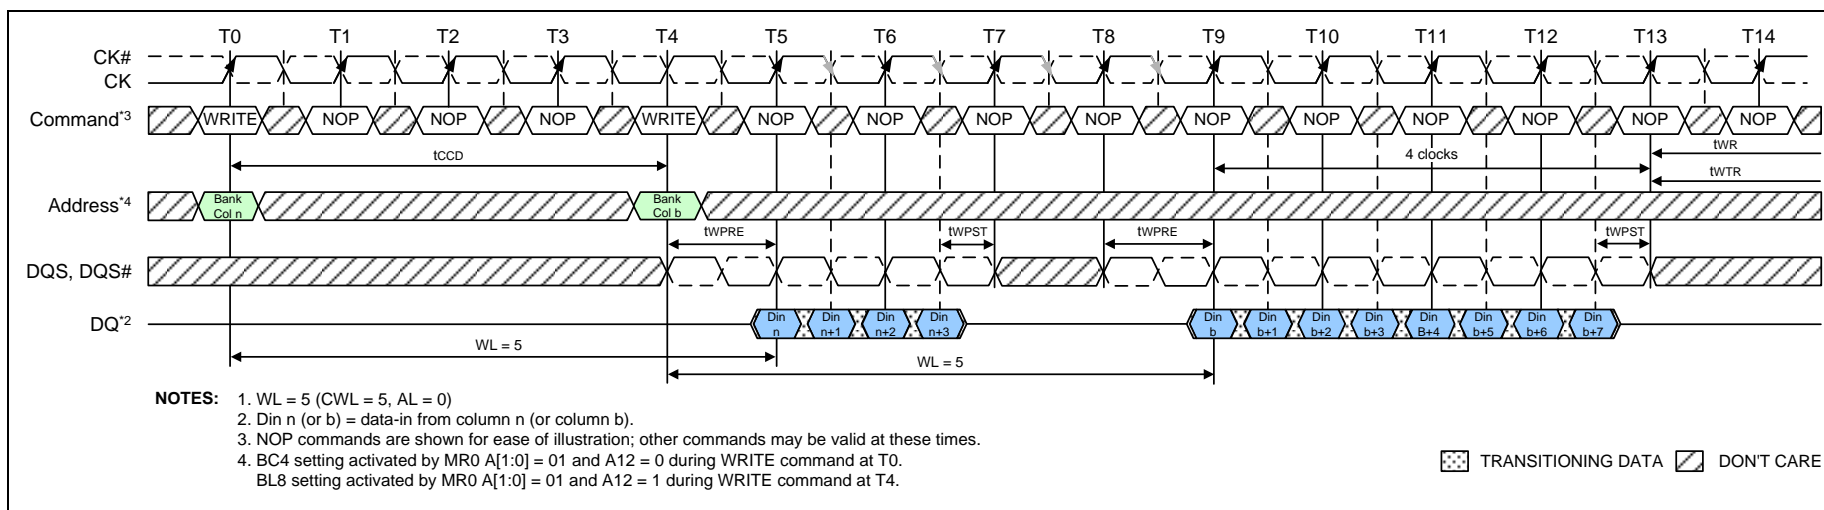 T0 T1 T2 T3 T4 T5 T6 T7 T8 T9 T10 T11 T12 T13 T14
CK#
CK
Command*3 WRITE NOP NOP NOP WRITE NOP NOP NOP NOP NOP NOP NOP NOP NOP NOP
tCCD 4 clocks tWR
tWTR
Address*4 Bank Col n Bank Col b
tWPRE tWPST tWPRE tWPST
DQS, DQS#
DQ*2 Din n Din n+1 Din n+2 Din n+3 Din b Din b+1 Din b+2 Din b+3 Din B+4 Din b+5 Din b+6 Din b+7
WL = 5
WL = 5
NOTES: 1. WL = 5 (CWL = 5, AL = 0)
2. Din n (or b) = data-in from column n (or column b).
3. NOP commands are shown for ease of illustration; other commands may be valid at these times.
4. BC4 setting activated by MR0 A[1:0] = 01 and A12 = 0 during WRITE command at T0.
BL8 setting activated by MR0 A[1:0] = 01 and A12 = 1 during WRITE command at T4.
TRANSITIONING DATA DON'T CARE